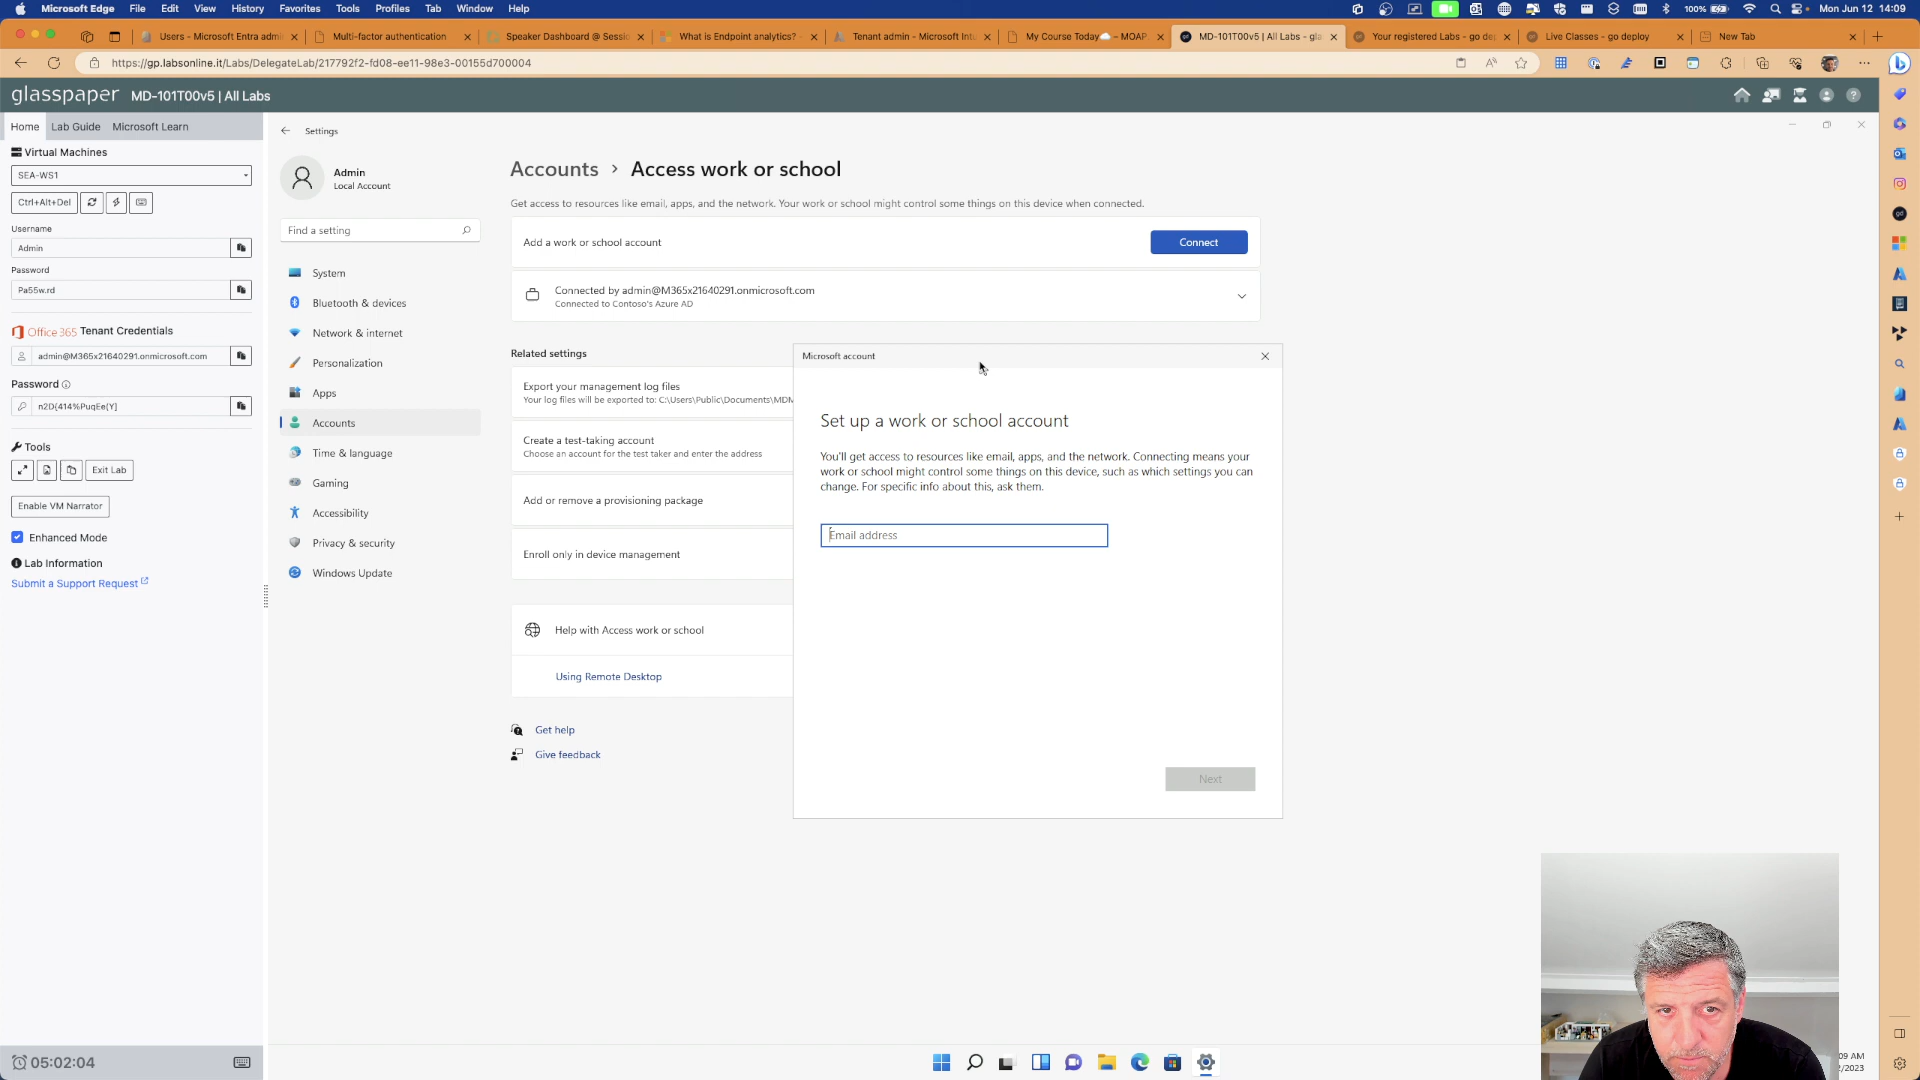 Microsoft Edge File Edit View History Favorites Tools Profiles Tab Window Help
100% Mon Jun 12 14:09
Users - Microsoft Entra admin
Multi-factor authentication
Speaker Dashboard @ Sessio
What is Endpoint analytics? -
Tenant admin - Microsoft Intu
My Course Today - MOAP
MD-101T00v5 | All Labs - gla
Your registered Labs - go de
Live Classes - go deploy
New Tab
https://gp.labsonline.it/Labs/DelegateLab/217792f2-fd08-ee11-98e3-00155d700004
glasspaper MD-101T00v5 | All Labs
Home Lab Guide Microsoft Learn
Virtual Machines
SEA-WS1
Ctrl+Alt+Del
Username
Admin
Password
Pa55w.rd
Office 365 Tenant Credentials
admin@M365x21640291.onmicrosoft.com
Password
n2D{414%PuqEe(Y]
Tools
Exit Lab
Enable VM Narrator
Enhanced Mode
Lab Information
Submit a Support Request
05:02:04
Settings
Admin
Local Account
Find a setting
System
Bluetooth & devices
Network & internet
Personalization
Apps
Accounts
Time & language
Gaming
Accessibility
Privacy & security
Windows Update
Accounts > Access work or school
Get access to resources like email, apps, and the network. Your work or school might control some things on this device when connected.
Add a work or school account
Connect
Connected by admin@M365x21640291.onmicrosoft.com
Connected to Contoso's Azure AD
Related settings
Export your management log files
Your log files will be exported to: C:\Users\Public\Documents\MDM
Create a test-taking account
Choose an account for the test taker and enter the address
Add or remove a provisioning package
Enroll only in device management
Help with Access work or school
Using Remote Desktop
Get help
Give feedback
Microsoft account
Set up a work or school account
You'll get access to resources like email, apps, and the network. Connecting means your
work or school might control some things on this device, such as which settings you can
change. For specific info about this, ask them.
Email address
Next
09 AM
/2023